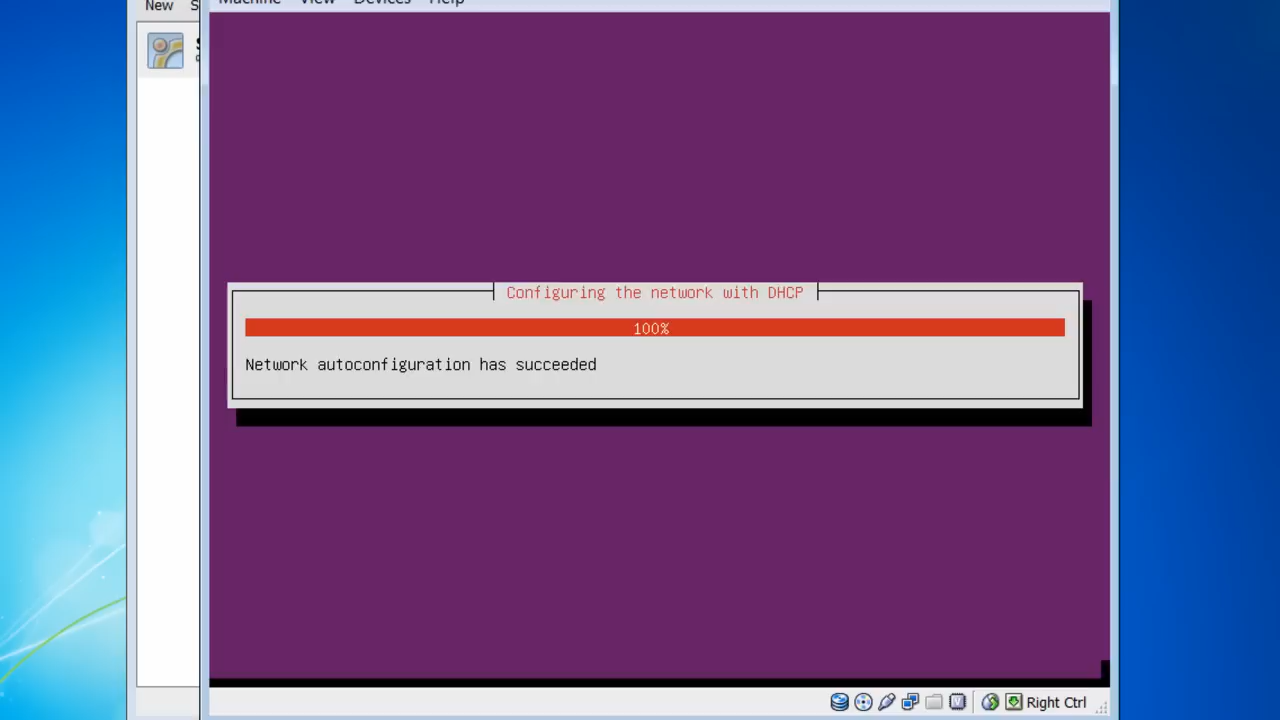 New
Machine View Devices Help
Configuring the network with DHCP
100%
Network autoconfiguration has succeeded
Right Ctrl